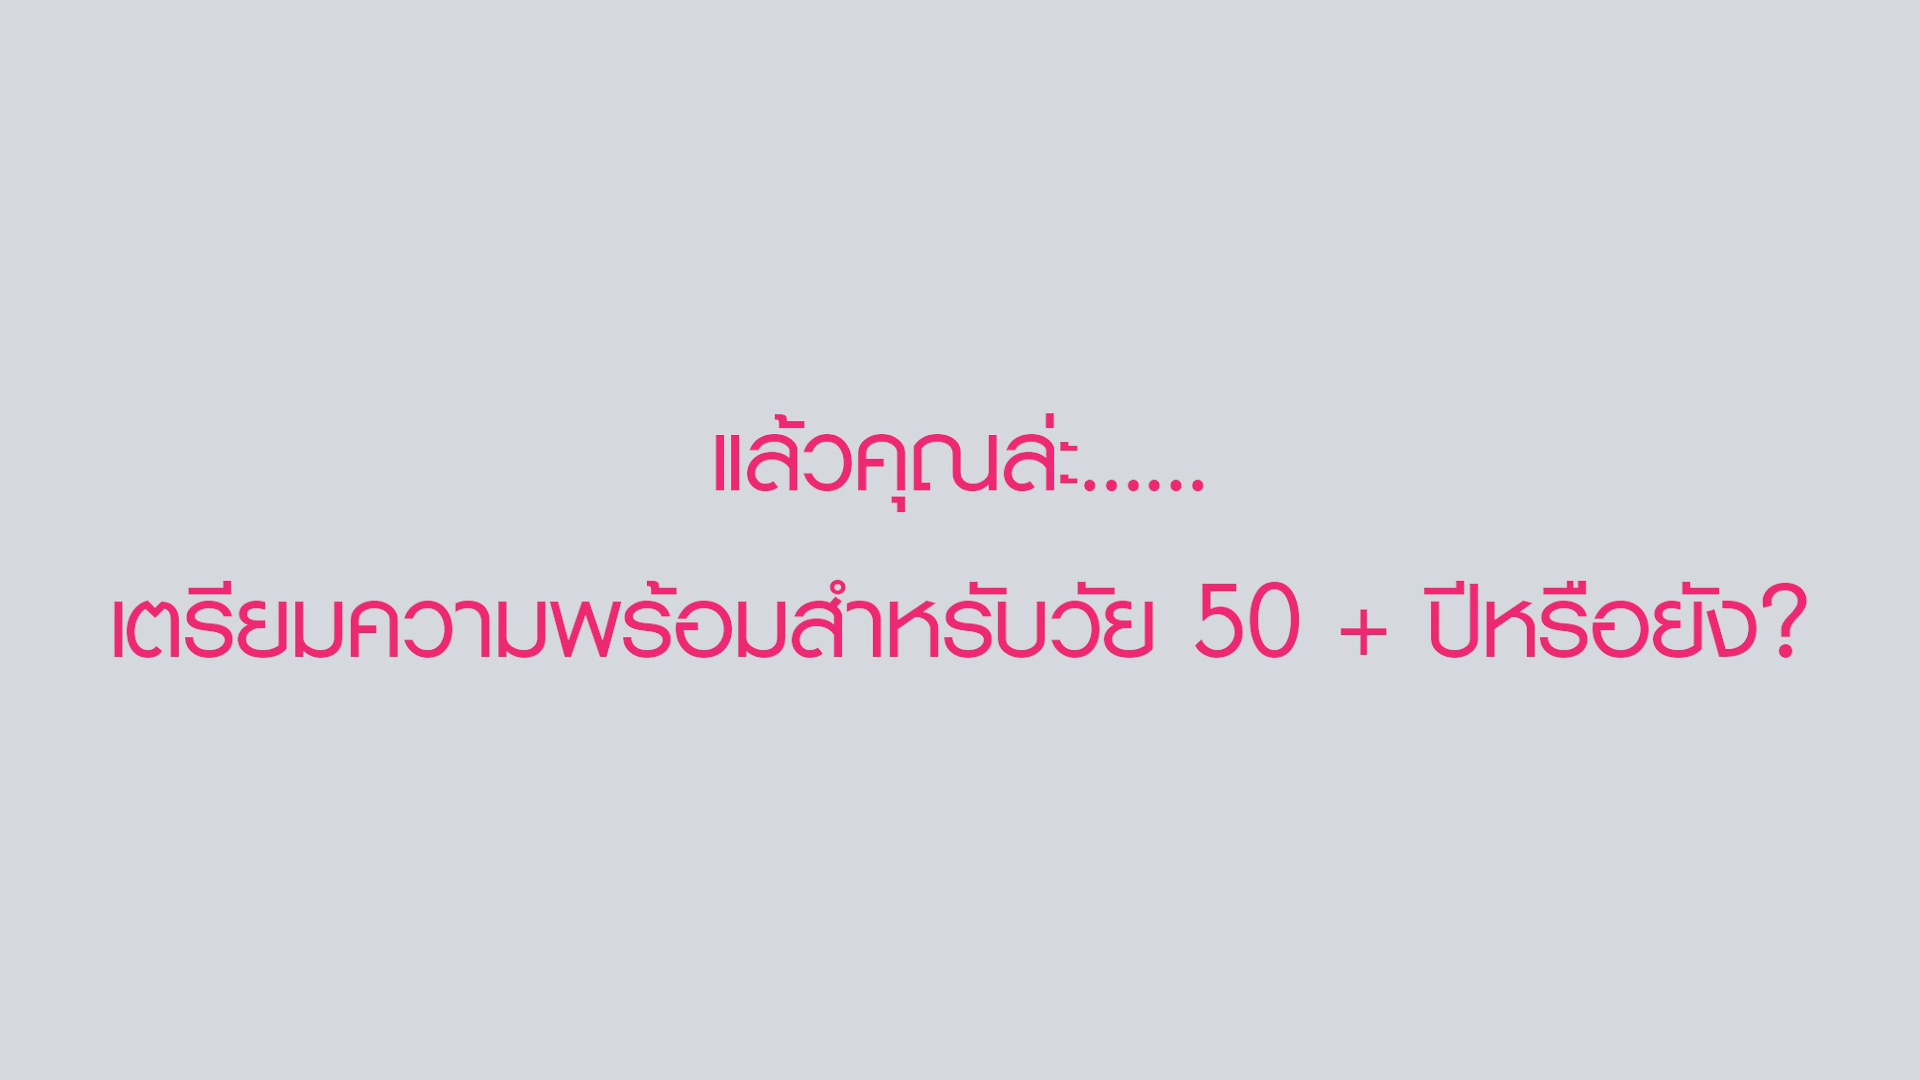 แล้วคุณล่ะ......
เตรียมความพร้อมสำหรับวัย 50 + ปีหรือยัง?